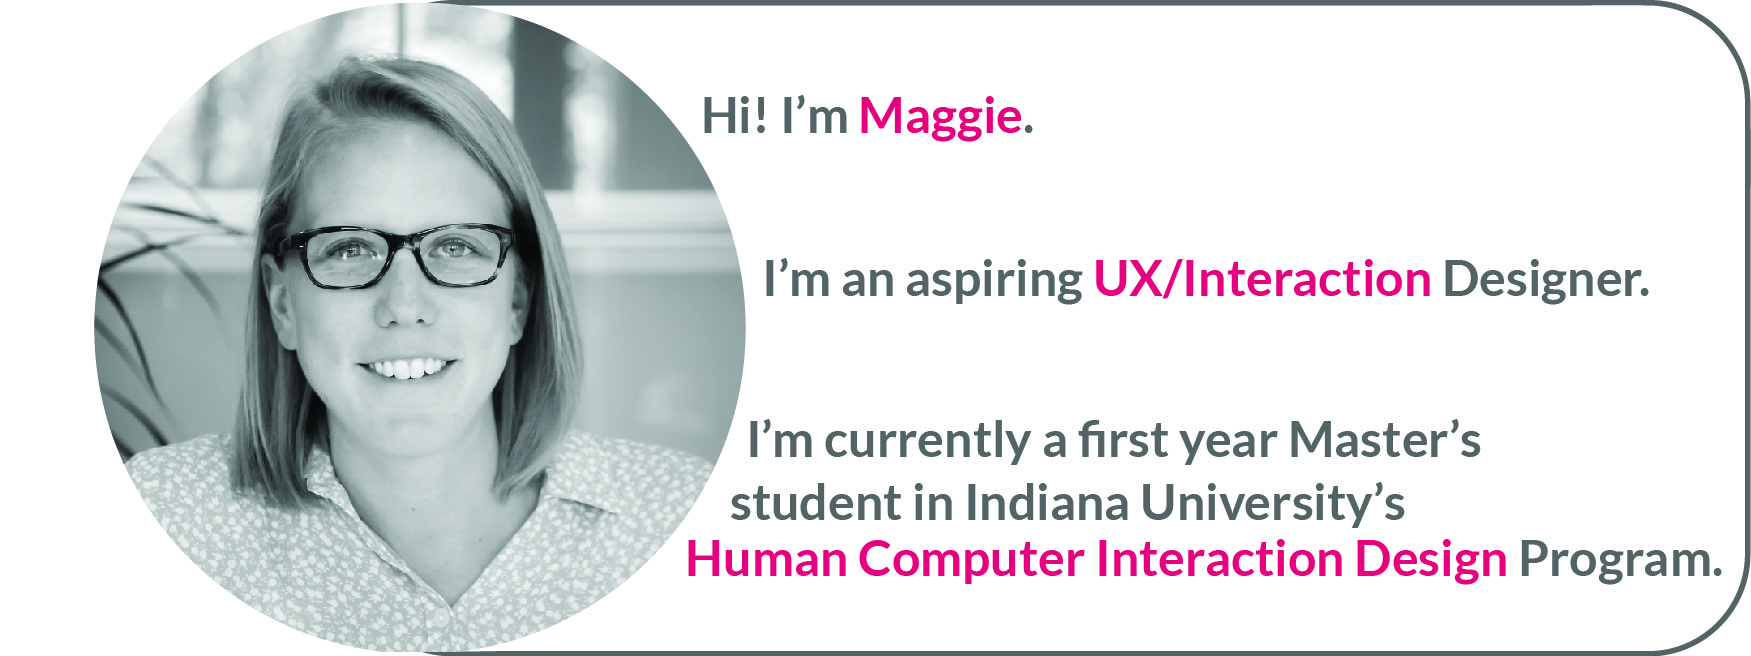 Hi! I’m Maggie.
I’m an aspiring UX/Interaction Designer.
I’m currently a first year Master’s
student in Indiana University’s
Human Computer Interaction Design Program.